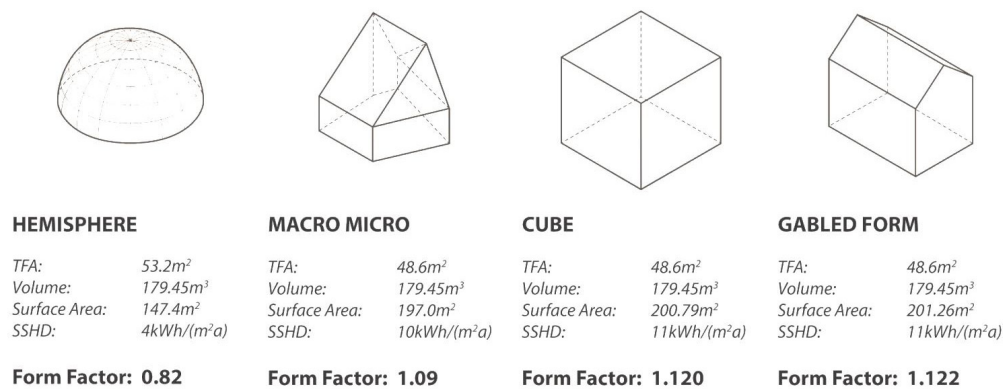 HEMISPHERE
TFA: 53.2m²
Volume: 179.45m³
Surface Area: 147.4m²
SSHD: 4kWh/(m²a)
Form Factor: 0.82
MACRO MICRO
TFA: 48.6m²
Volume: 179.45m³
Surface Area: 197.0m²
SSHD: 10kWh/(m²a)
Form Factor: 1.09
CUBE
TFA: 48.6m²
Volume: 179.45m³
Surface Area: 200.79m²
SSHD: 11kWh/(m²a)
Form Factor: 1.120
GABLED FORM
TFA: 48.6m²
Volume: 179.45m³
Surface Area: 201.26m²
SSHD: 11kWh/(m²a)
Form Factor: 1.122